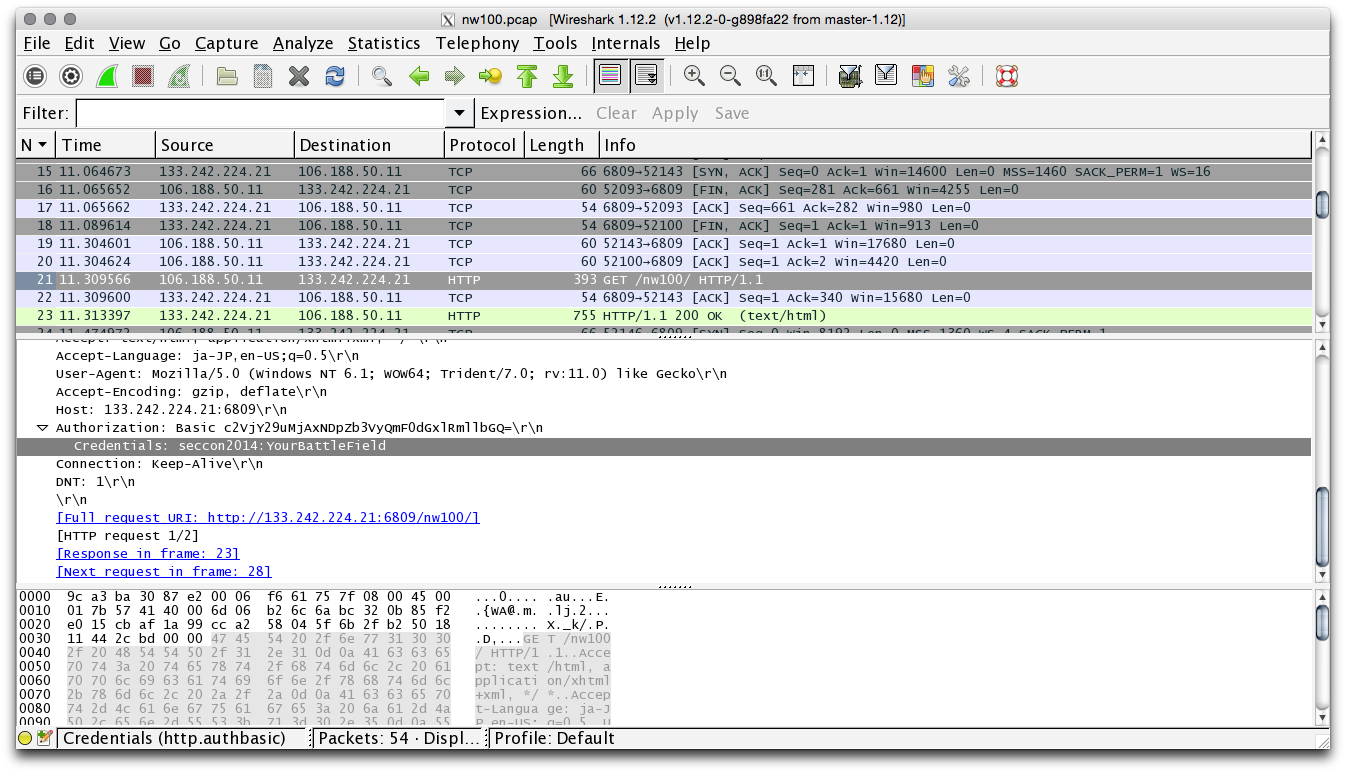 nw100.pcap [Wireshark 1.12.2 (v1.12.2-0-g898fa22 from master-1.12)]
File Edit View Go Capture Analyze Statistics Telephony Tools Internals Help
Filter: Expression... Clear Apply Save
N Time Source Destination Protocol Length Info
15 11.064673 133.242.224.21 106.188.50.11 TCP 66 6809→52143 [SYN, ACK] Seq=0 Ack=1 Win=14600 Len=0 MSS=1460 SACK_PERM=1 WS=16
16 11.065652 106.188.50.11 133.242.224.21 TCP 60 52093→6809 [FIN, ACK] Seq=281 Ack=661 Win=4255 Len=0
17 11.065662 133.242.224.21 106.188.50.11 TCP 54 6809→52093 [ACK] Seq=661 Ack=282 Win=980 Len=0
18 11.089614 133.242.224.21 106.188.50.11 TCP 54 6809→52100 [FIN, ACK] Seq=1 Ack=1 Win=913 Len=0
19 11.304601 106.188.50.11 133.242.224.21 TCP 60 52143→6809 [ACK] Seq=1 Ack=1 Win=17680 Len=0
20 11.304624 106.188.50.11 133.242.224.21 TCP 60 52100→6809 [ACK] Seq=1 Ack=2 Win=4420 Len=0
21 11.309566 106.188.50.11 133.242.224.21 HTTP 393 GET /nw100/ HTTP/1.1
22 11.309600 133.242.224.21 106.188.50.11 TCP 54 6809→52143 [ACK] Seq=1 Ack=340 Win=15680 Len=0
23 11.313397 133.242.224.21 106.188.50.11 HTTP 755 HTTP/1.1 200 OK (text/html)
Accept-Language: ja-JP,en-US;q=0.5\r\n
User-Agent: Mozilla/5.0 (Windows NT 6.1; WOW64; Trident/7.0; rv:11.0) like Gecko\r\n
Accept-Encoding: gzip, deflate\r\n
Host: 133.242.224.21:6809\r\n
Authorization: Basic c2VjY29uMjAxNDpZb3VyQmF0dGxlRmllbGQ=\r\n
Credentials: seccon2014:YourBattleField
Connection: Keep-Alive\r\n
DNT: 1\r\n
\r\n
[Full request URI: http://133.242.224.21:6809/nw100/]
[HTTP request 1/2]
[Response in frame: 23]
[Next request in frame: 28]
0000 9c a3 ba 30 87 e2 00 06 f6 61 75 7f 08 00 45 00 ...0.... .au...E.
0010 01 7b 57 41 40 00 6d 06 b2 6c 6a bc 32 0b 85 f2 .{WA@.m. .lj.2...
0020 e0 15 cb af 1a 99 cc a2 58 04 5f 6b 2f b2 50 18 ........ X._k/.P.
0030 11 44 2c bd 00 00 47 45 54 20 2f 6e 77 31 30 30 .D,...GE T /nw100
0040 2f 20 48 54 54 50 2f 31 2e 31 0d 0a 41 63 63 65 / HTTP/1 .1..Acce
0050 70 74 3a 20 74 65 78 74 2f 68 74 6d 6c 2c 20 61 pt: text /html, a
0060 70 70 6c 69 63 61 74 69 6f 6e 2f 78 68 74 6d 6c pplicati on/xhtml
0070 2b 78 6d 6c 2c 20 2a 2f 2a 0d 0a 41 63 63 65 70 +xml, */ *..Accep
0080 74 2d 4c 61 6e 67 75 61 67 65 3a 20 6a 61 2d 4a t-Langua ge: ja-J
0090 50 2c 65 6e 2d 55 53 3b 71 3d 30 2e 35 0d 0a 55 P,en-US; q=0.5..U
Credentials (http.authbasic) Packets: 54 · Displ... Profile: Default